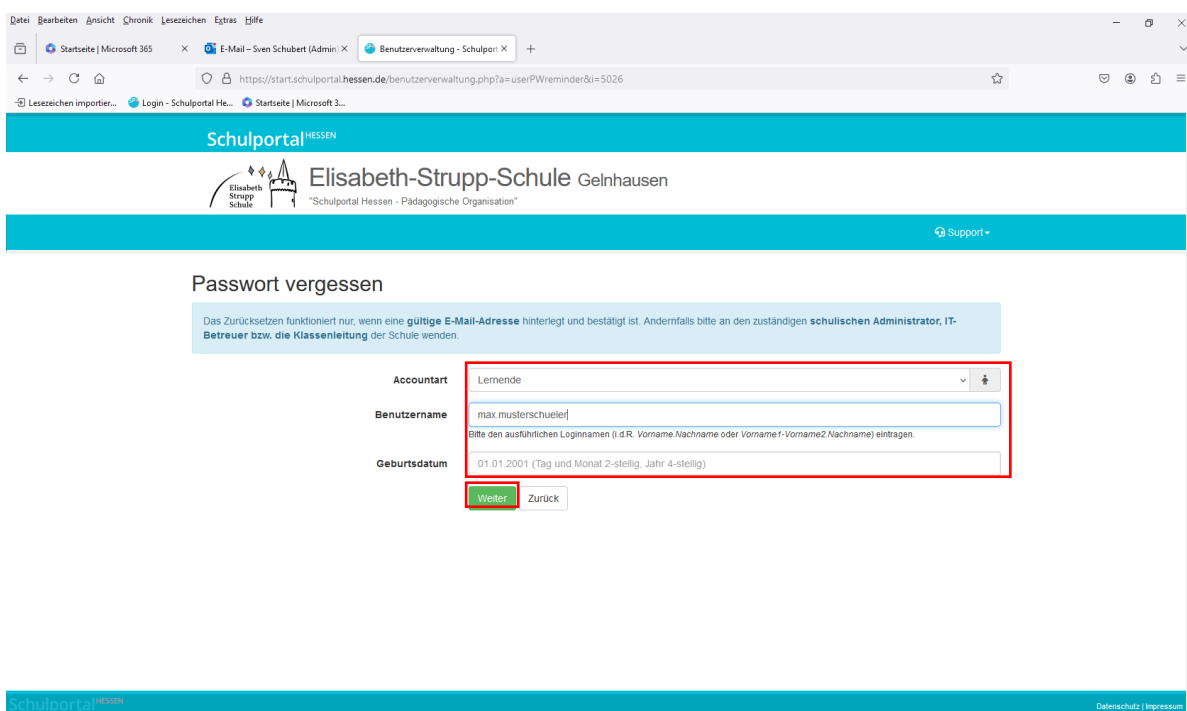 Datei Bearbeiten Ansicht Chronik Lesezeichen Extras Hilfe
Startseite | Microsoft 365 E-Mail – Sven Schubert (Admin) Benutzerverwaltung - Schulport
https://start.schulportal.hessen.de/benutzerverwaltung.php?a=userPWreminder&i=5026
Lesezeichen importier... Login - Schulportal He... Startseite | Microsoft 3...
Schulportal HESSEN
Elisabeth
Strupp
Schule
Elisabeth-Strupp-Schule Gelnhausen
"Schulportal Hessen - Pädagogische Organisation"
Support
Passwort vergessen
Das Zurücksetzen funktioniert nur, wenn eine gültige E-Mail-Adresse hinterlegt und bestätigt ist. Andernfalls bitte an den zuständigen schulischen Administrator, IT-
Betreuer bzw. die Klassenleitung der Schule wenden.
Accountart Lernende
Benutzername max.musterschueler
Bitte den ausführlichen Loginnamen (i.d.R. Vorname.Nachname oder Vorname1-Vorname2.Nachname) eintragen.
Geburtsdatum 01.01.2001 (Tag und Monat 2-stellig, Jahr 4-stellig)
Weiter Zurück
Schulportal HESSEN
Datenschutz | Impressum